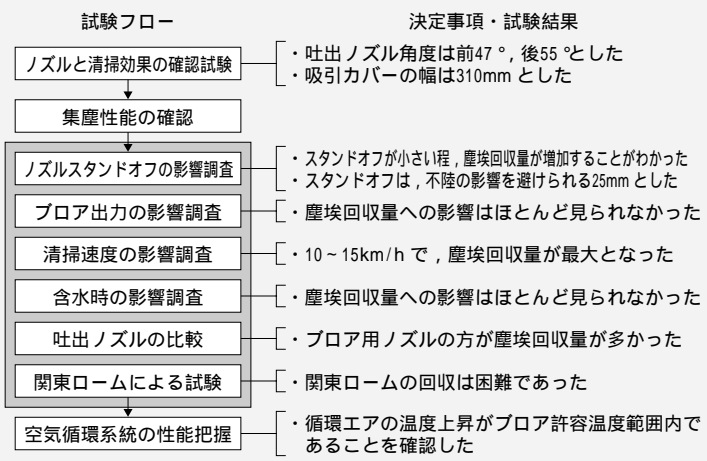 試験フロー
決定事項・試験結果
ノズルと清掃効果の確認試験
・吐出ノズル角度は前47°,後55°とした
・吸引カバーの幅は310mm とした
集塵性能の確認
ノズルスタンドオフの影響調査
・スタンドオフが小さい程,塵埃回収量が増加することがわかった
・スタンドオフは,不陸の影響を避けられる25mm とした
ブロア出力の影響調査
・塵埃回収量への影響はほとんど見られなかった
清掃速度の影響調査
・10~15km/h で,塵埃回収量が最大となった
含水時の影響調査
・塵埃回収量への影響はほとんど見られなかった
吐出ノズルの比較
・ブロア用ノズルの方が塵埃回収量が多かった
関東ロームによる試験
・関東ロームの回収は困難であった
空気循環系統の性能把握
・循環エアの温度上昇がブロア許容温度範囲内で
あることを確認した